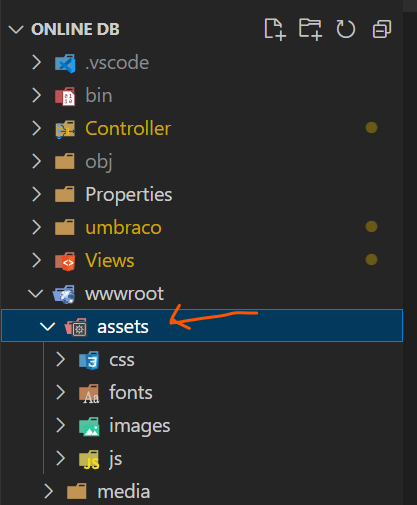 ONLINE DB
.vscode
bin
Controller
obj
Properties
umbraco
Views
wwwroot
assets
css
fonts
images
js
media